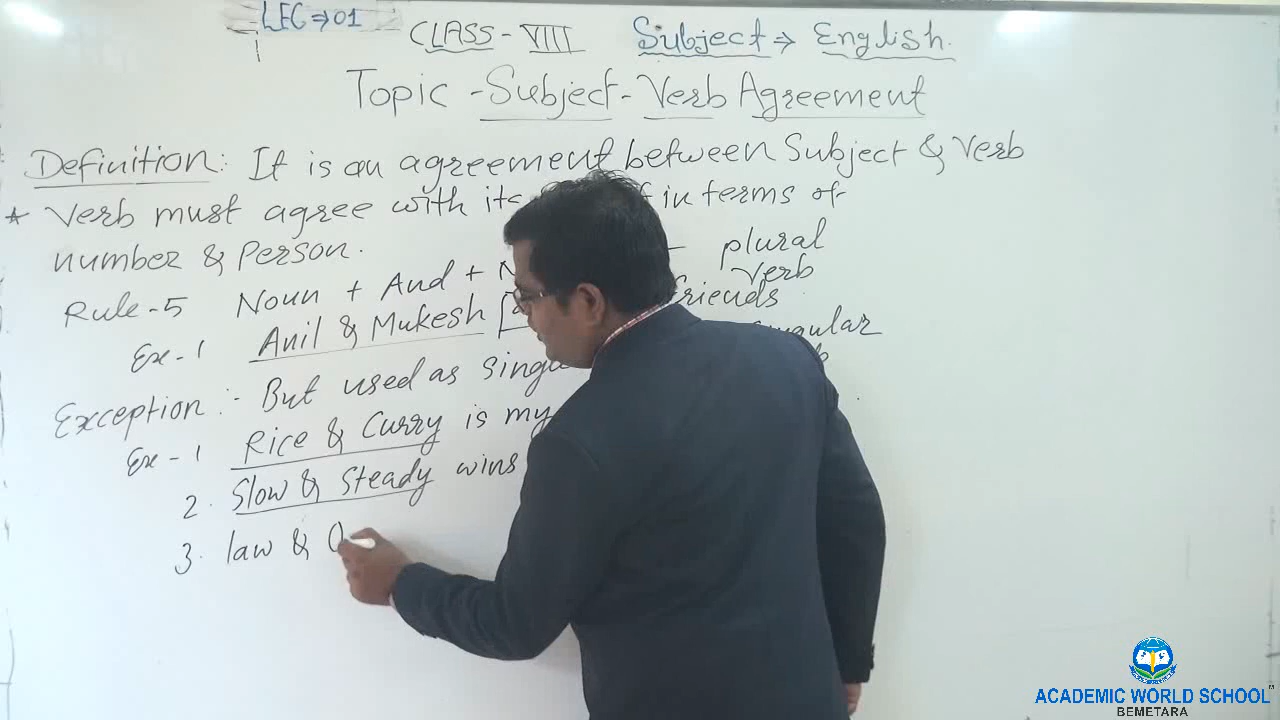 LEC ⇒ 01
CLASS - VIII Subject ⇒ English.
Topic - Subject - Verb Agreement
Definition: It is an agreement between Subject & Verb
* Verb must agree with its in terms of
number & Person.
Rule-5 Noun + And + - plural
Verb
Ex-1 Anil & Mukesh friends
Exception :- But used as
Ex-1 Rice & Curry is my
2. Slow & Steady wins
3. law &
ACADEMIC WORLD SCHOOL
BEMETARA